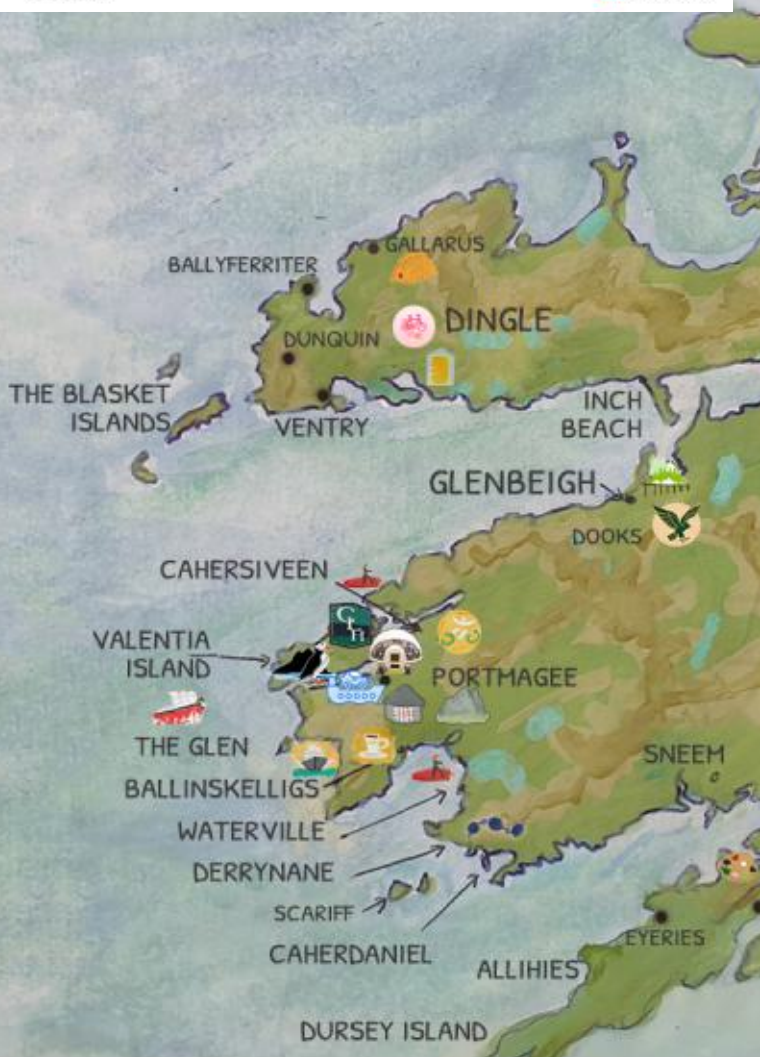 GALLARUS
BALLYFERRITER
DINGLE
DUNQUIN
THE BLASKET
ISLANDS
INCH
BEACH
VENTRY
GLENBEIGH
DOOKS
CAHERSIVEEN
VALENTIA
ISLAND
PORTMAGEE
THE GLEN
SNEEM
BALLINSKELLIGS
WATERVILLE
DERRYNANE
SCARIFF
EYERIES
CAHERDANIEL
ALLIHIES
DURSEY ISLAND